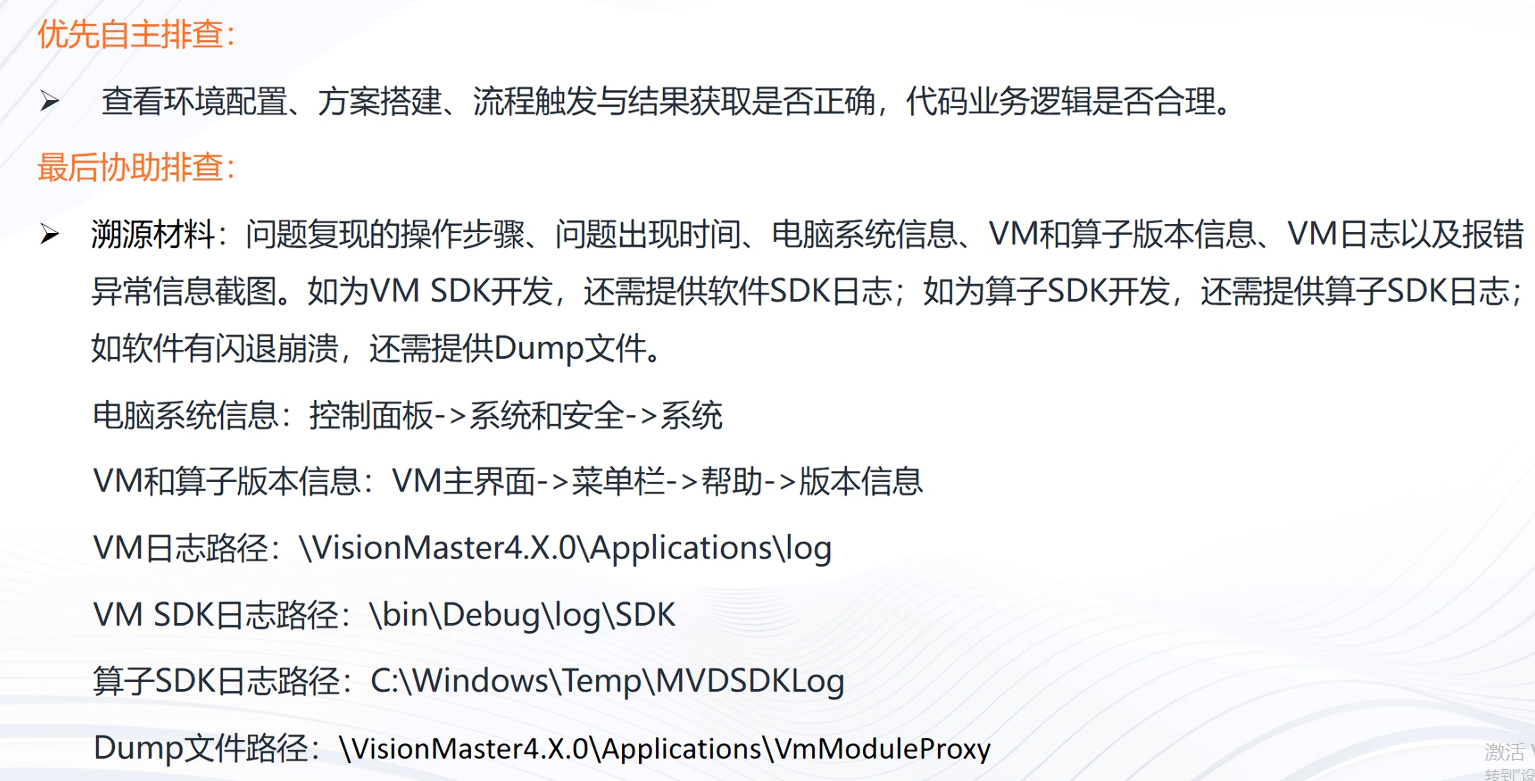 优先自主排查：
➢ 查看环境配置、方案搭建、流程触发与结果获取是否正确，代码业务逻辑是否合理。
最后协助排查：
➢ 溯源材料：问题复现的操作步骤、问题出现时间、电脑系统信息、VM和算子版本信息、VM日志以及报错
异常信息截图。如为VM SDK开发，还需提供软件SDK日志；如为算子SDK开发，还需提供算子SDK日志；
如软件有闪退崩溃，还需提供Dump文件。
电脑系统信息：控制面板->系统和安全->系统
VM和算子版本信息：VM主界面->菜单栏->帮助->版本信息
VM日志路径：\VisionMaster4.X.0\Applications\log
VM SDK日志路径：\bin\Debug\log\SDK
算子SDK日志路径：C:\Windows\Temp\MVDSDKLog
Dump文件路径：\VisionMaster4.X.0\Applications\VmModuleProxy
激活
转到"设